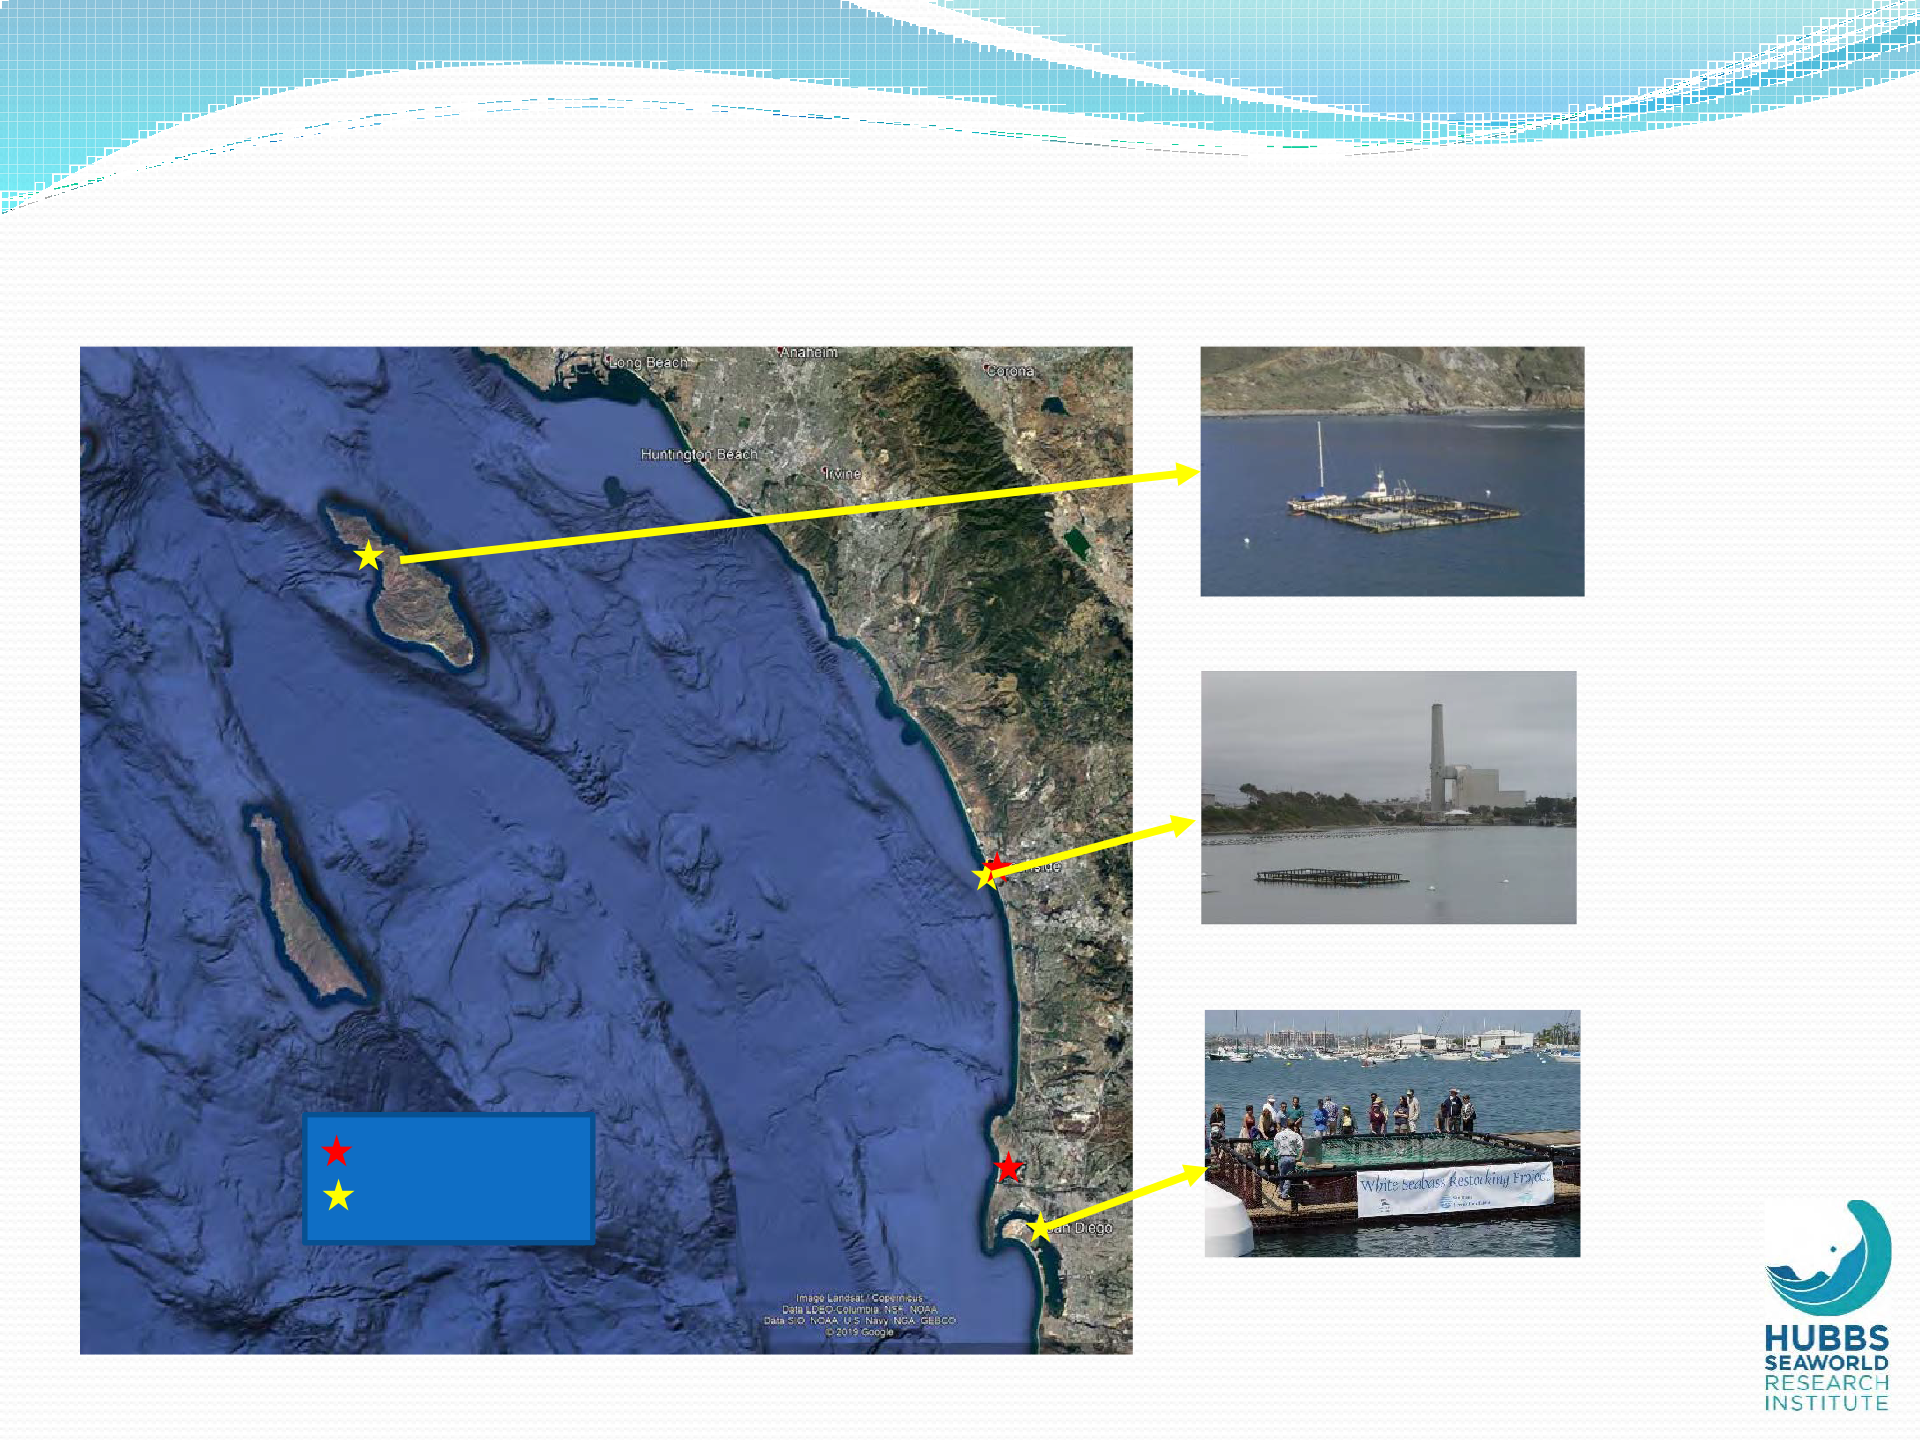 Long Beach
Anaheim
Corona
Huntington Beach
Irvine
San Diego
Image Landsat / Copernicus
Data LDEO-Columbia, NSF, NOAA
Data SIO, NOAA, U.S. Navy, NGA, GEBCO
© 2019 Google
White Seabass Restocking Project
HUBBS
SEAWORLD
RESEARCH
INSTITUTE